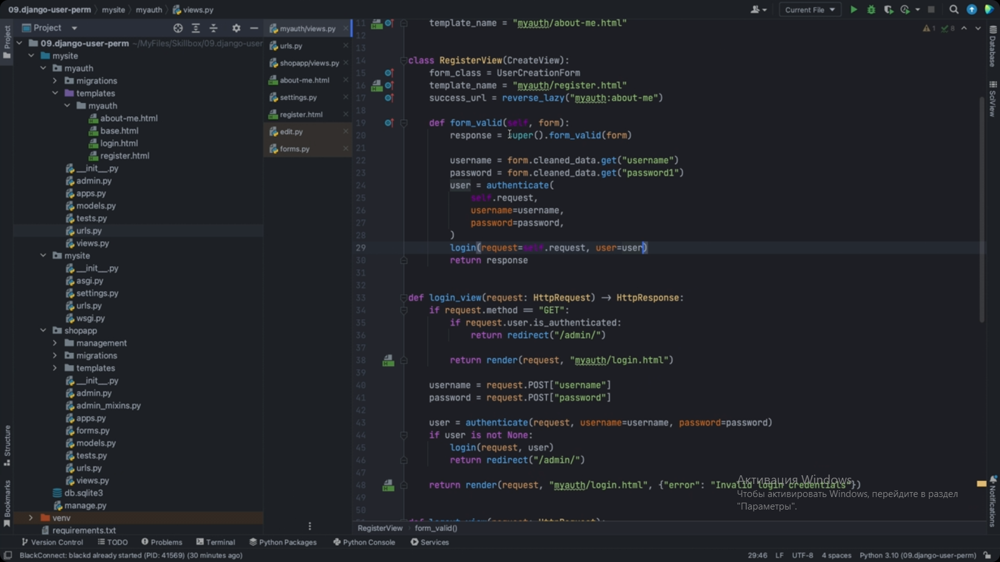 09.django-user-perm
mysite
myauth
views.py
Current File
Project
Project
09.django-user-perm ~/MyFiles/Skillbox/09.django-user
mysite
myauth
migrations
templates
myauth
about-me.html
base.html
login.html
register.html
__init__.py
admin.py
apps.py
models.py
tests.py
urls.py
views.py
mysite
__init__.py
asgi.py
settings.py
urls.py
wsgi.py
shopapp
management
migrations
templates
__init__.py
admin.py
admin_mixins.py
apps.py
forms.py
models.py
tests.py
urls.py
views.py
db.sqlite3
manage.py
venv
requirements.txt
Structure
Bookmarks
myauth/views.py
urls.py
shopapp/views.py
about-me.html
settings.py
register.html
edit.py
forms.py
1 8
11 template_name = "myauth/about-me.html"
12
13
14 class RegisterView(CreateView):
15 form_class = UserCreationForm
16 template_name = "myauth/register.html"
17 success_url = reverse_lazy("myauth:about-me")
18
19 def form_valid(self, form):
20 response = super().form_valid(form)
21
22 username = form.cleaned_data.get("username")
23 password = form.cleaned_data.get("password1")
24 user = authenticate(
25 self.request,
26 username=username,
27 password=password,
28 )
29 login(request=self.request, user=user)
30 return response
31
32
33 def login_view(request: HttpRequest) → HttpResponse:
34 if request.method == "GET":
35 if request.user.is_authenticated:
36 return redirect("/admin/")
37
38 return render(request, "myauth/login.html")
39
40 username = request.POST["username"]
41 password = request.POST["password"]
42
43 user = authenticate(request, username=username, password=password)
44 if user is not None:
45 login(request, user)
46 return redirect("/admin/")
47
48 return render(request, "myauth/login.html", {"error": "Invalid login credentials"})
49
50
def logout_view(request: HttpRequest):
Активация Windows
Чтобы активировать Windows, перейдите в раздел
"Параметры".
Database
SciView
Notifications
RegisterView
form_valid()
Version Control
TODO
Problems
Terminal
Python Packages
Python Console
Services
BlackConnect: blackd already started (PID: 41569) (30 minutes ago)
29:46 LF UTF-8 4 spaces Python 3.10 (09.django-user-perm)